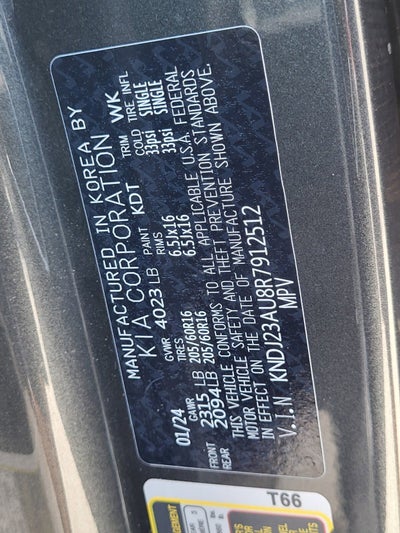 MANUFACTURED IN KOREA BY
KIA CORPORATION
01/24 GVWR 4023 LB PAINT KDT TRIM WK
GAWR TIRES RIMS COLD TIRE INFL
FRONT 2315 LB 205/60R16 6.5Jx16 33psi SINGLE
REAR 2094 LB 205/60R16 6.5Jx16 33psi SINGLE
THIS VEHICLE CONFORMS TO ALL APPLICABLE U.S.A. FEDERAL
MOTOR VEHICLE SAFETY AND THEFT PREVENTION STANDARDS
IN EFFECT ON THE DATE OF MANUFACTURE SHOWN ABOVE.
V.I.N KNDJ23AU8R7912512
MPV
T66